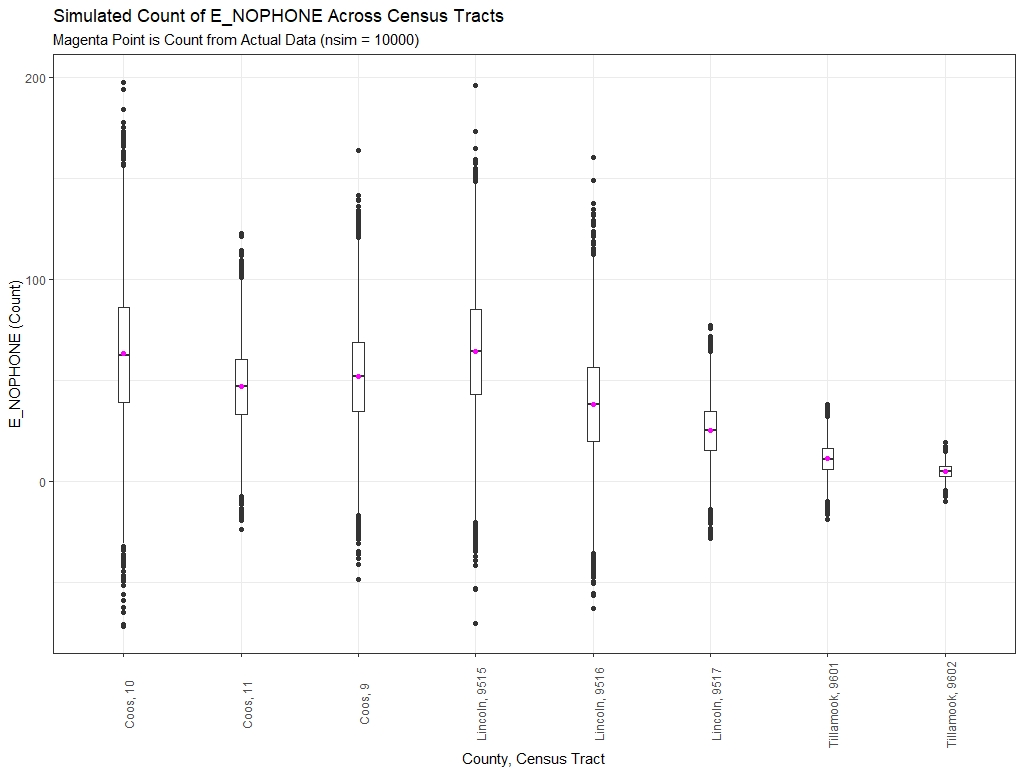 Simulated Count of E_NOPHONE Across Census Tracts
Magenta Point is Count from Actual Data (nsim = 10000)
200
100
0
E_NOPHONE (Count)
Coos, 10
Coos, 11
Coos, 9
Lincoln, 9515
Lincoln, 9516
Lincoln, 9517
Tillamook, 9601
Tillamook, 9602
County, Census Tract